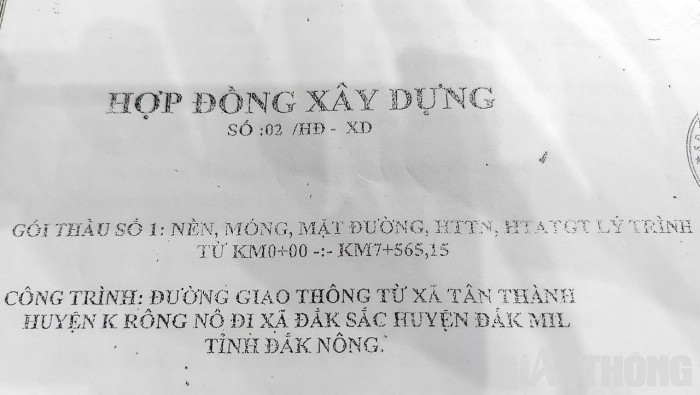 HỢP ĐỒNG XÂY DỰNG
SỐ :02 /HĐ - XD
GÓI THẦU SỐ 1: NỀN, MÓNG, MẶT ĐƯỜNG, HTTN, HTATGT LÝ TRÌNH
TỪ KM0+00 -:- KM7+565,15
CÔNG TRÌNH: ĐƯỜNG GIAO THÔNG TỪ XÃ TÂN THÀNH
HUYỆN K RÔNG NÔ ĐI XÃ ĐẮK SẮC HUYỆN ĐẮK MIL
TỈNH ĐẮK NÔNG.
GIAO THÔNG